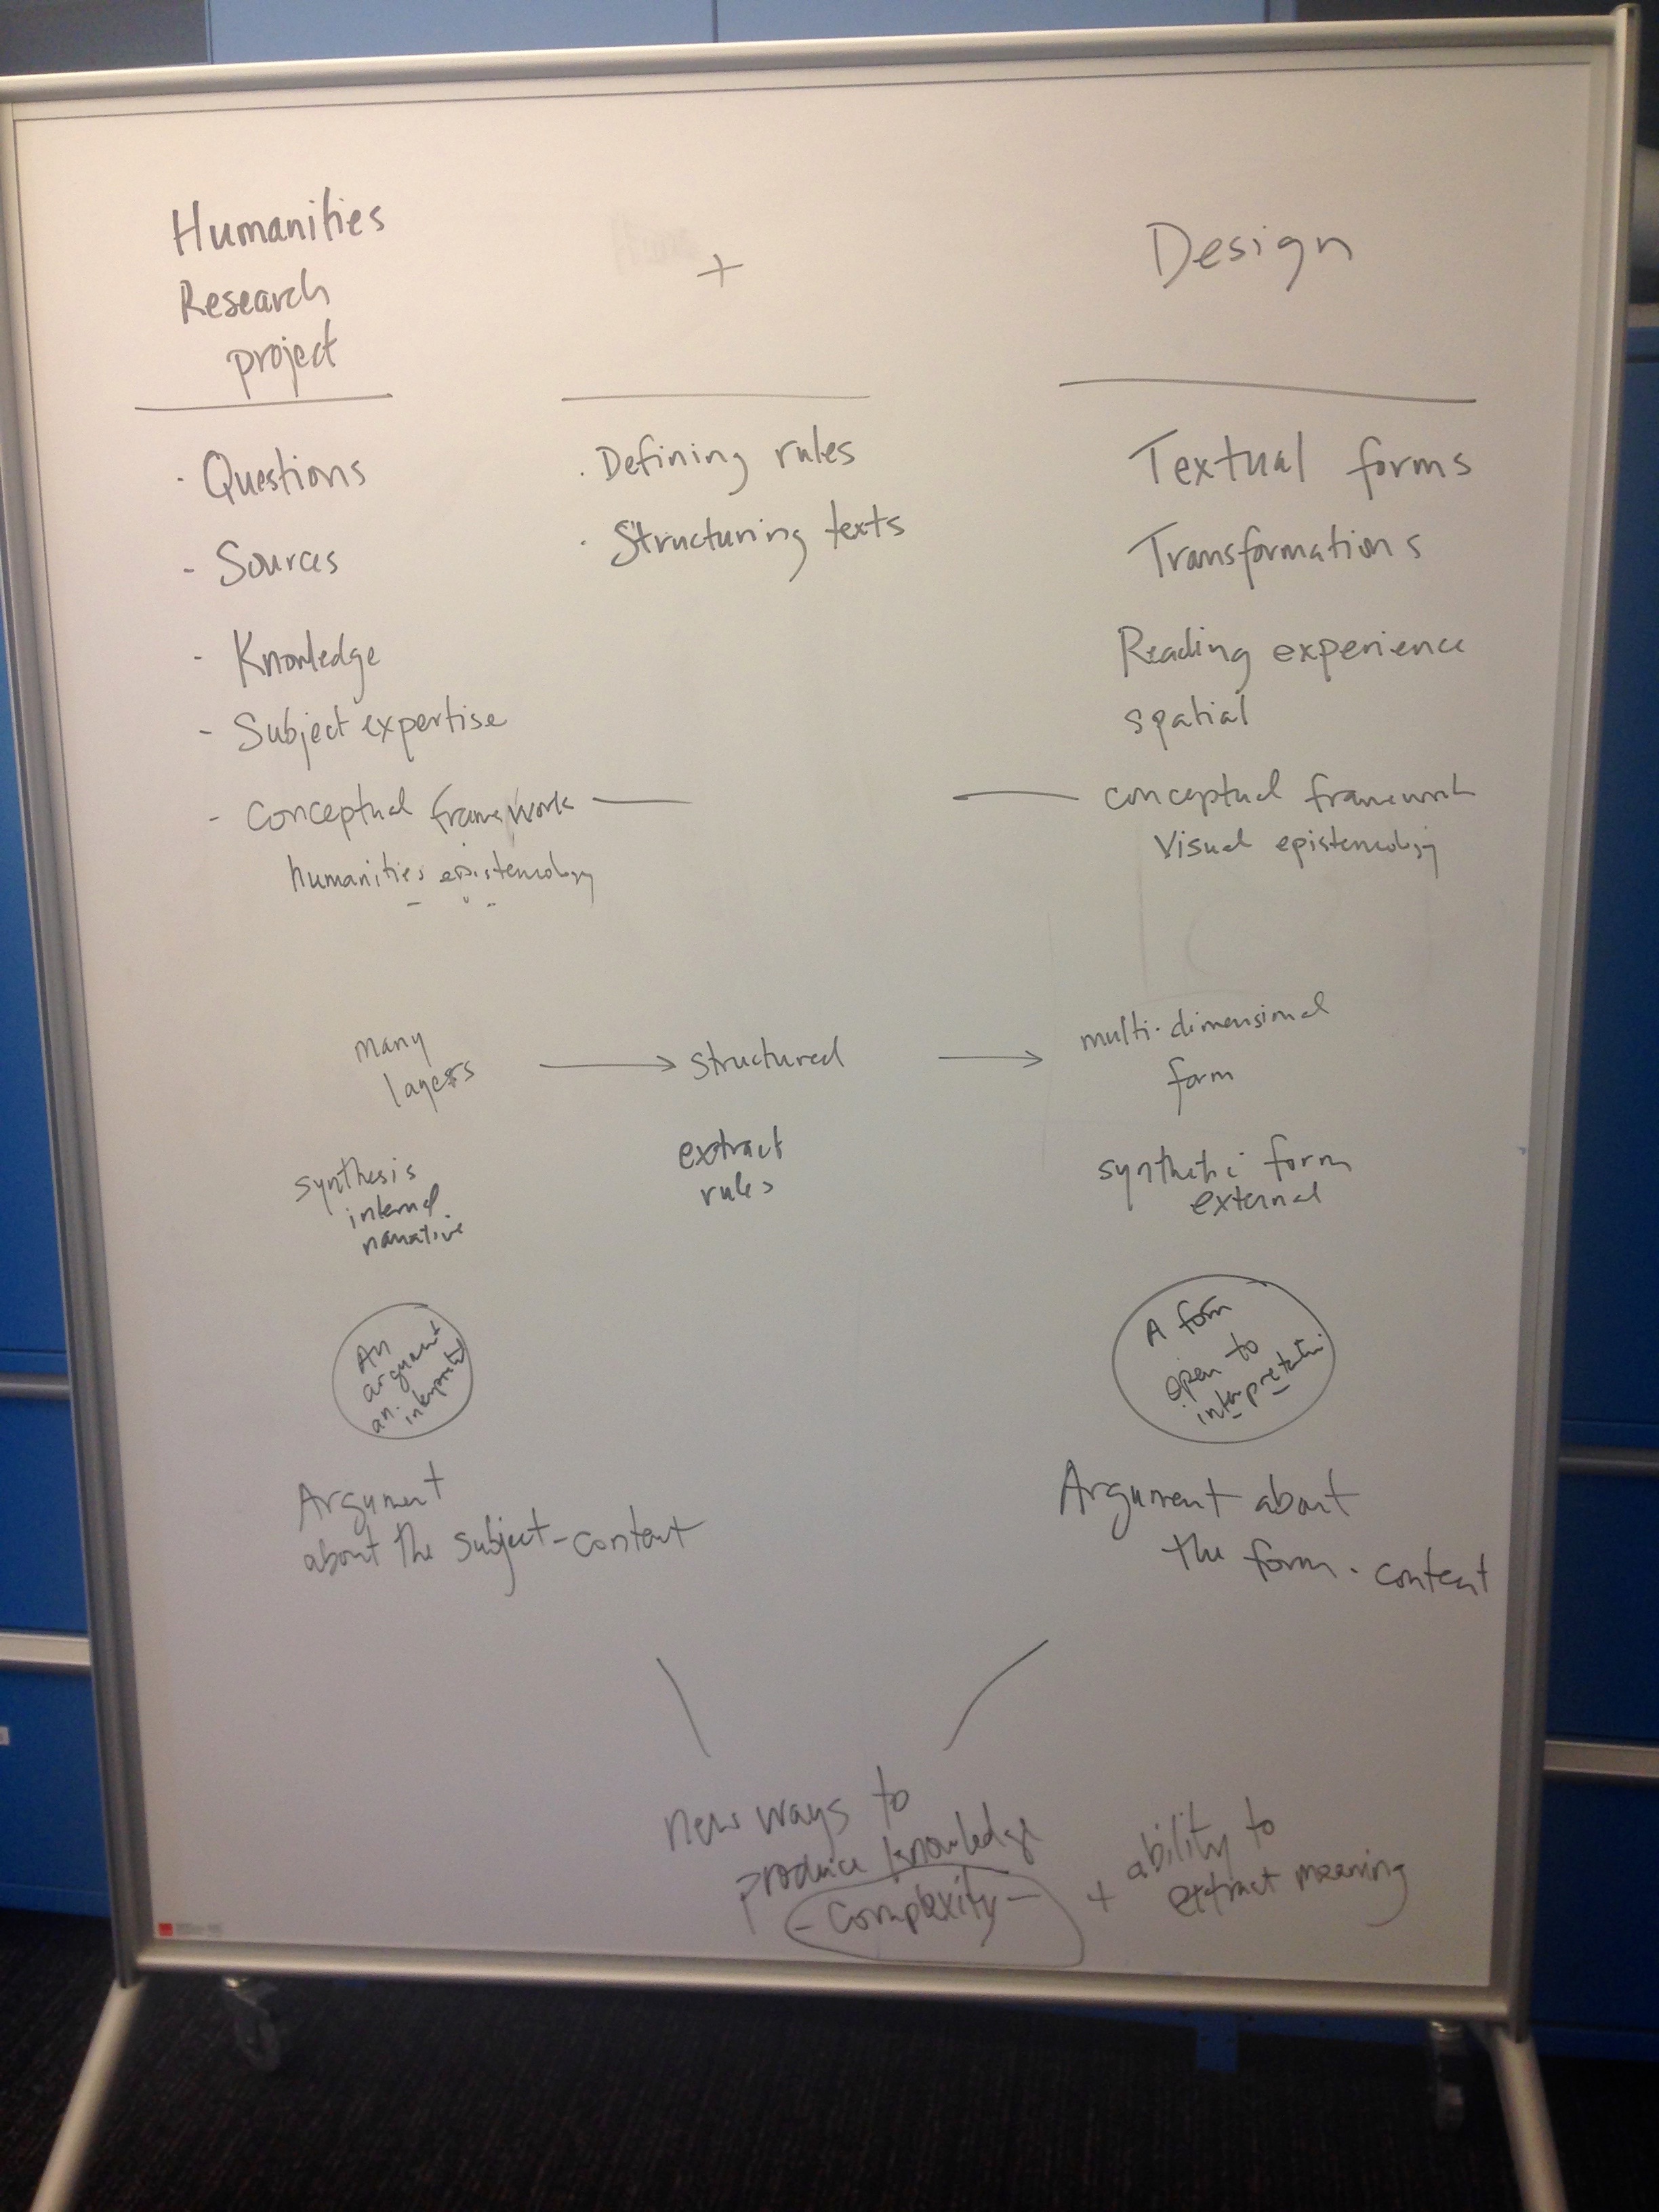 Humanities
Research
project
+
Design
· Questions
- Sources
- Knowledge
- Subject expertise
- Conceptual framework —
humanities epistemology
· Defining rules
· Structuring texts
Textual forms
Transformations
Reading experience
spatial
— conceptual framework
Visual epistemology
many
layers
→ structured
→ multi-dimensional
form
synthesis
internal
narrative
extract
rules
synthetic form
external
An
argument
an
A form
open to
interpretation
Argument
about the subject-content
Argument about
the form - content
new ways to
produce knowledge
- Complexity -
+ ability to
extract meaning